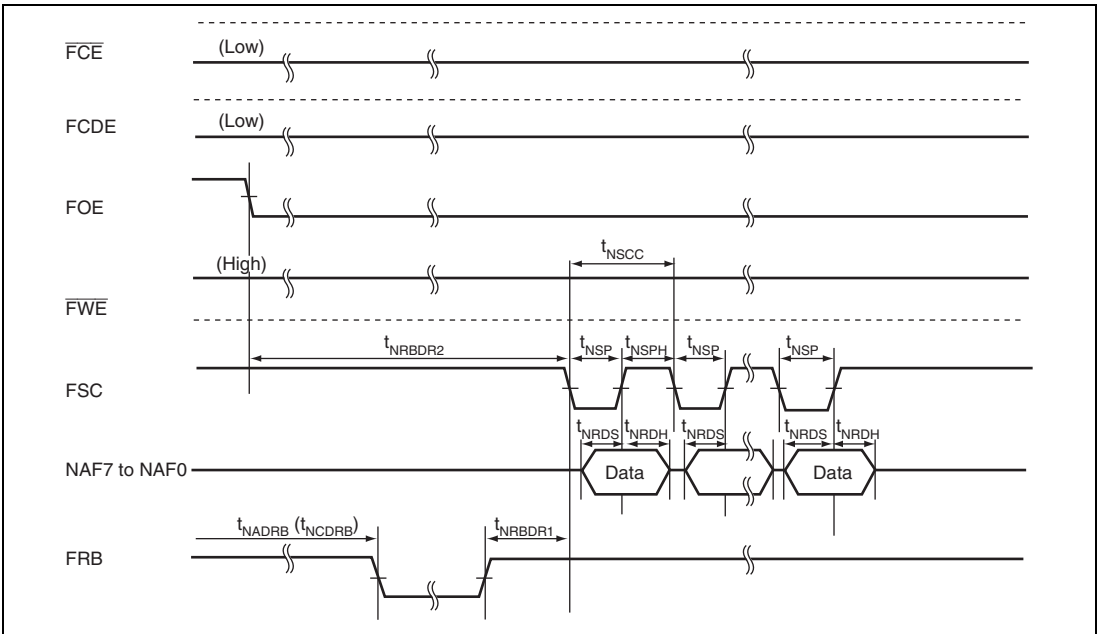 FCE (Low)
FCDE (Low)
FOE
(High) tNSCC
FWE
tNRBDR2 tNSP tNSPH tNSP tNSP
FSC
tNRDS tNRDH tNRDS tNRDS tNRDH
NAF7 to NAF0 Data Data
tNADRB (tNCDRB) tNRBDR1
FRB